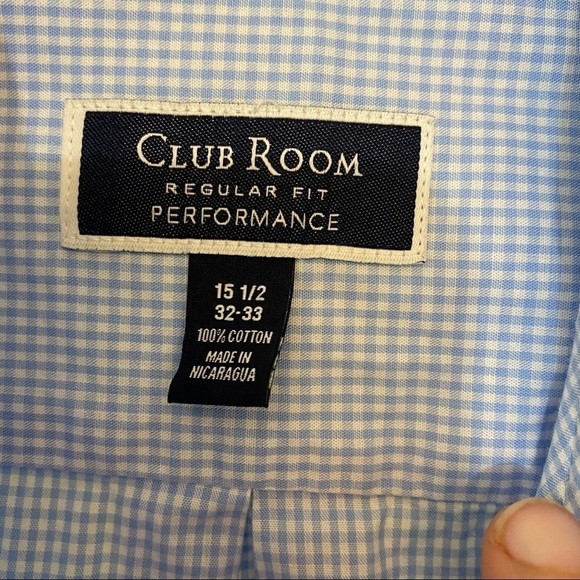 CLUB ROOM
REGULAR FIT
PERFORMANCE
15 1/2
32-33
100% COTTON
MADE IN
NICARAGUA